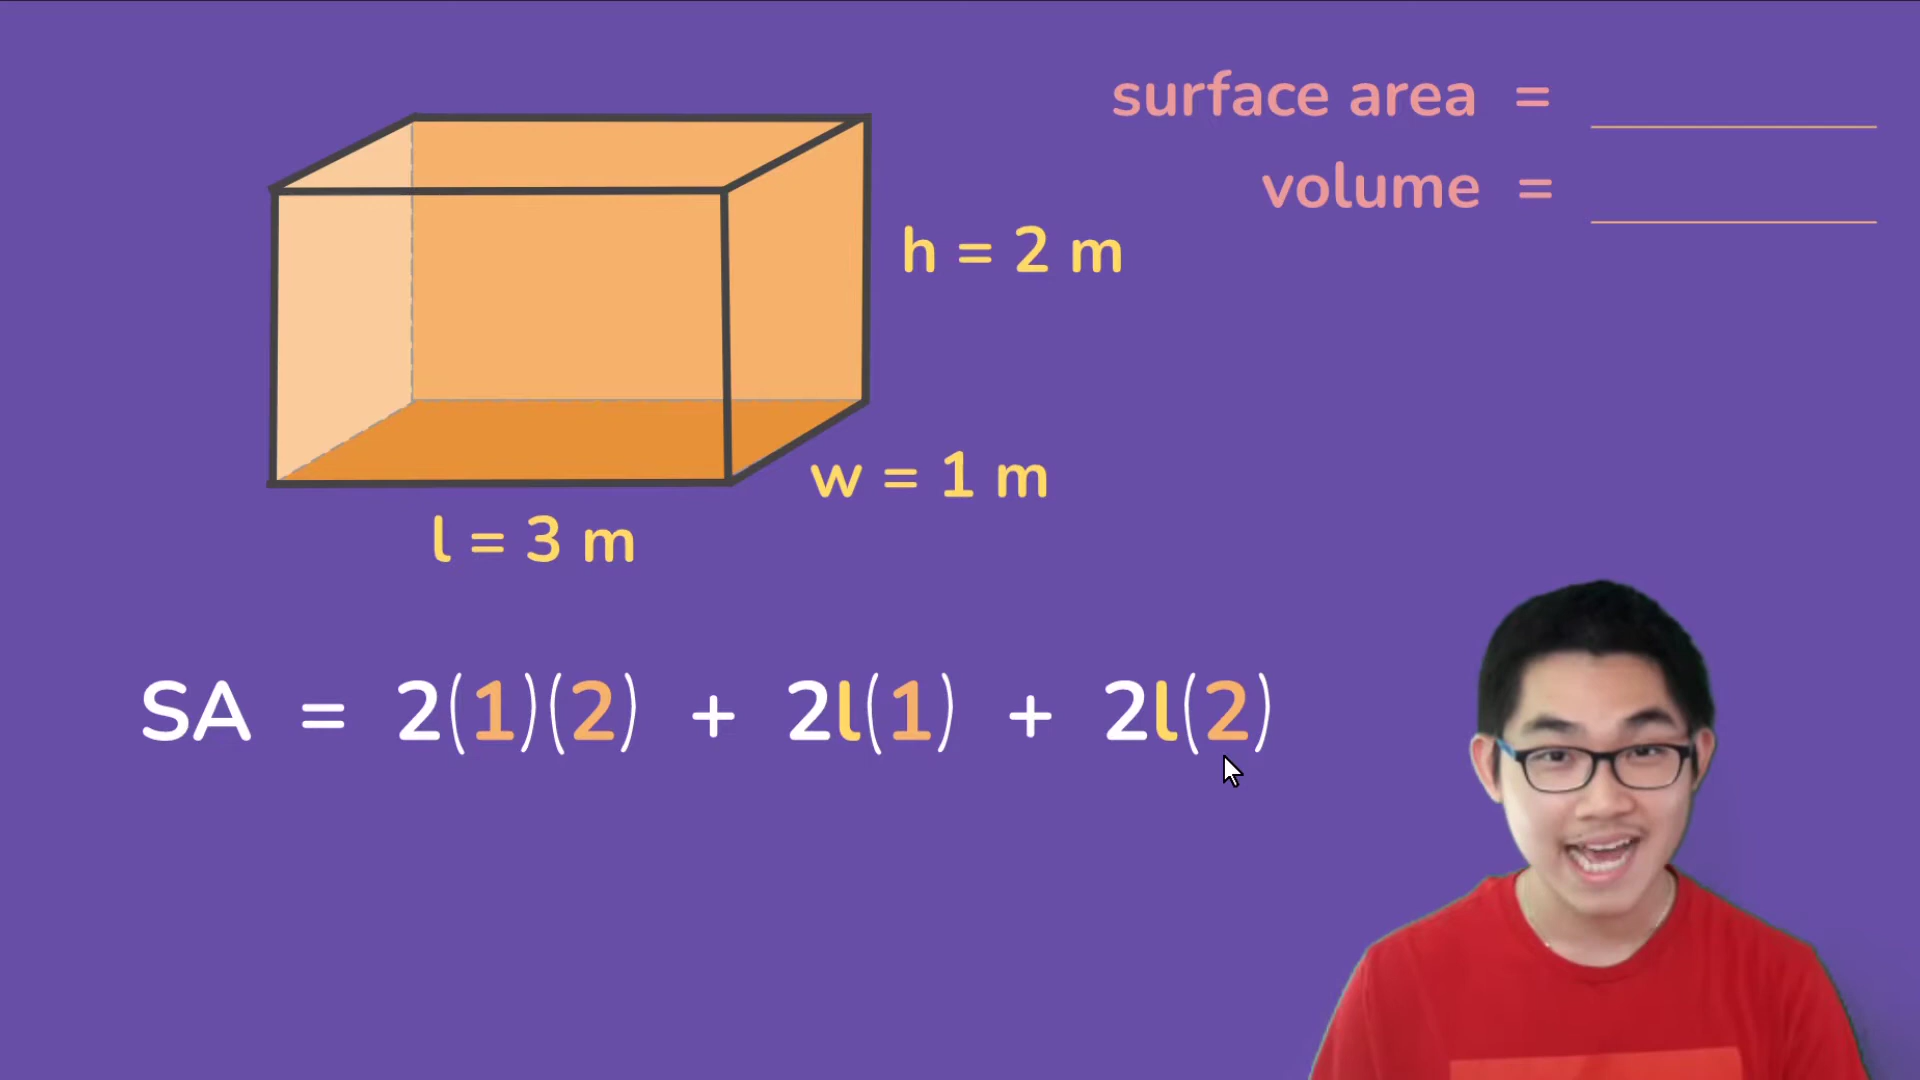 surface area =
volume =
h = 2 m
w = 1 m
l = 3 m
SA = 2(1)(2) + 2l(1) + 2l(2)